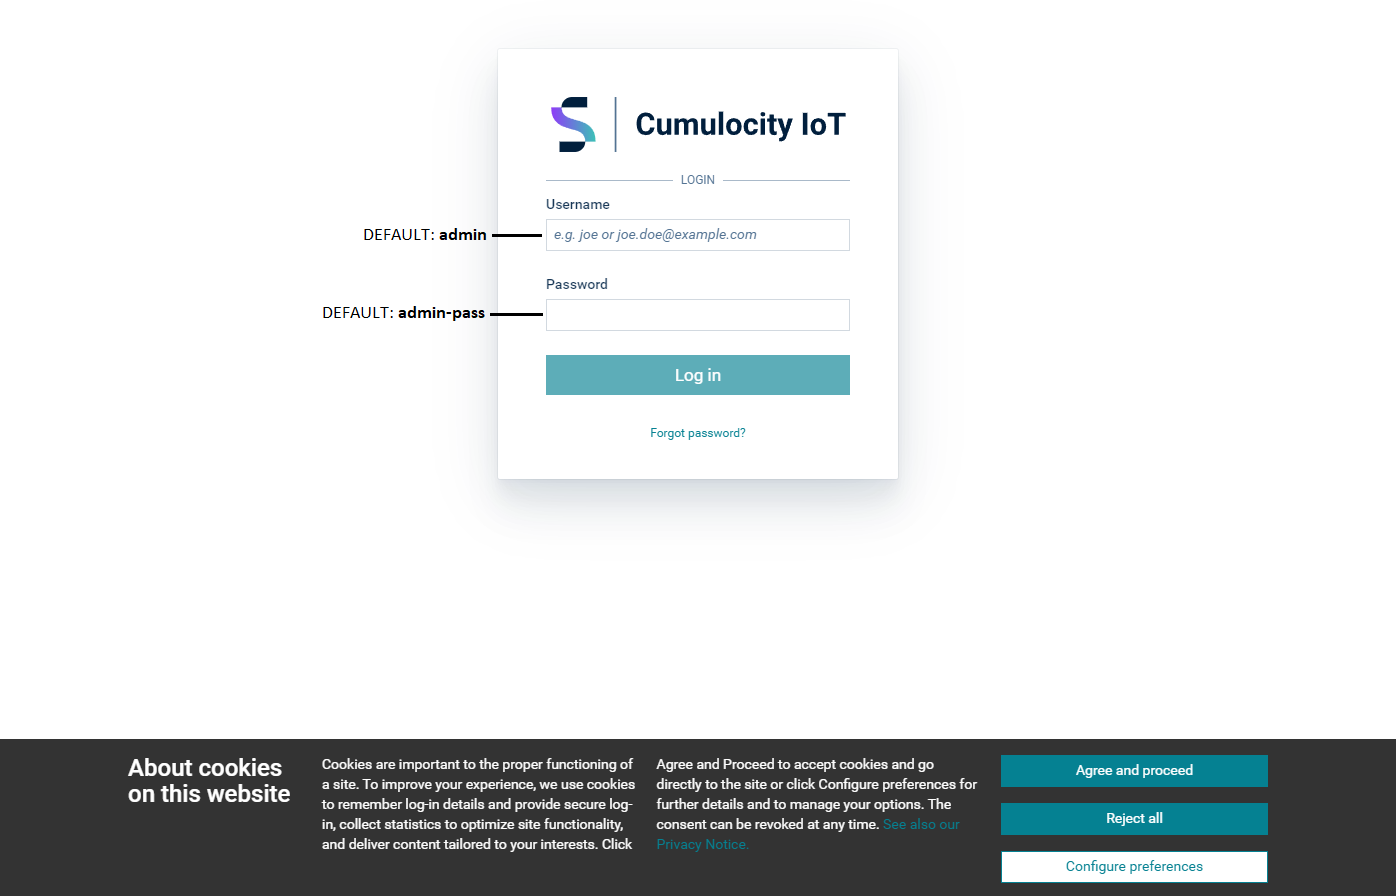 Cumulocity IoT
LOGIN
Username
DEFAULT: admin
e.g. joe or joe.doe@example.com
Password
DEFAULT: admin-pass
Log in
Forgot password?
About cookies
on this website
Cookies are important to the proper functioning of
a site. To improve your experience, we use cookies
to remember log-in details and provide secure log-
in, collect statistics to optimize site functionality,
and deliver content tailored to your interests. Click
Agree and Proceed to accept cookies and go
directly to the site or click Configure preferences for
further details and to manage your options. The
consent can be revoked at any time. See also our
Privacy Notice.
Agree and proceed
Reject all
Configure preferences